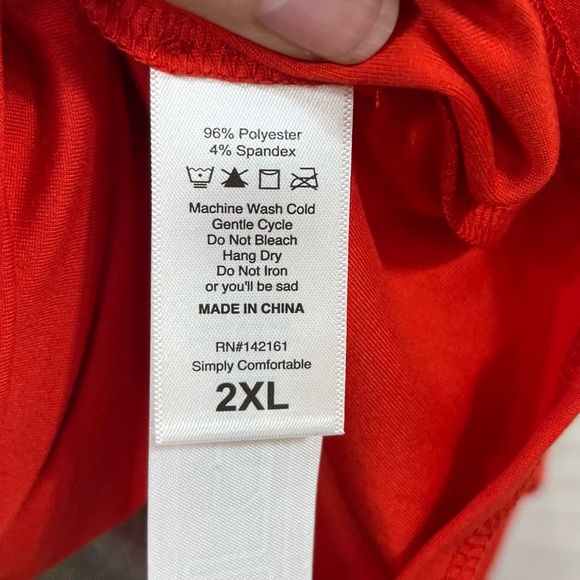 96% Polyester
4% Spandex
Machine Wash Cold
Gentle Cycle
Do Not Bleach
Hang Dry
Do Not Iron
or you'll be sad
MADE IN CHINA
RN#142161
Simply Comfortable
2XL